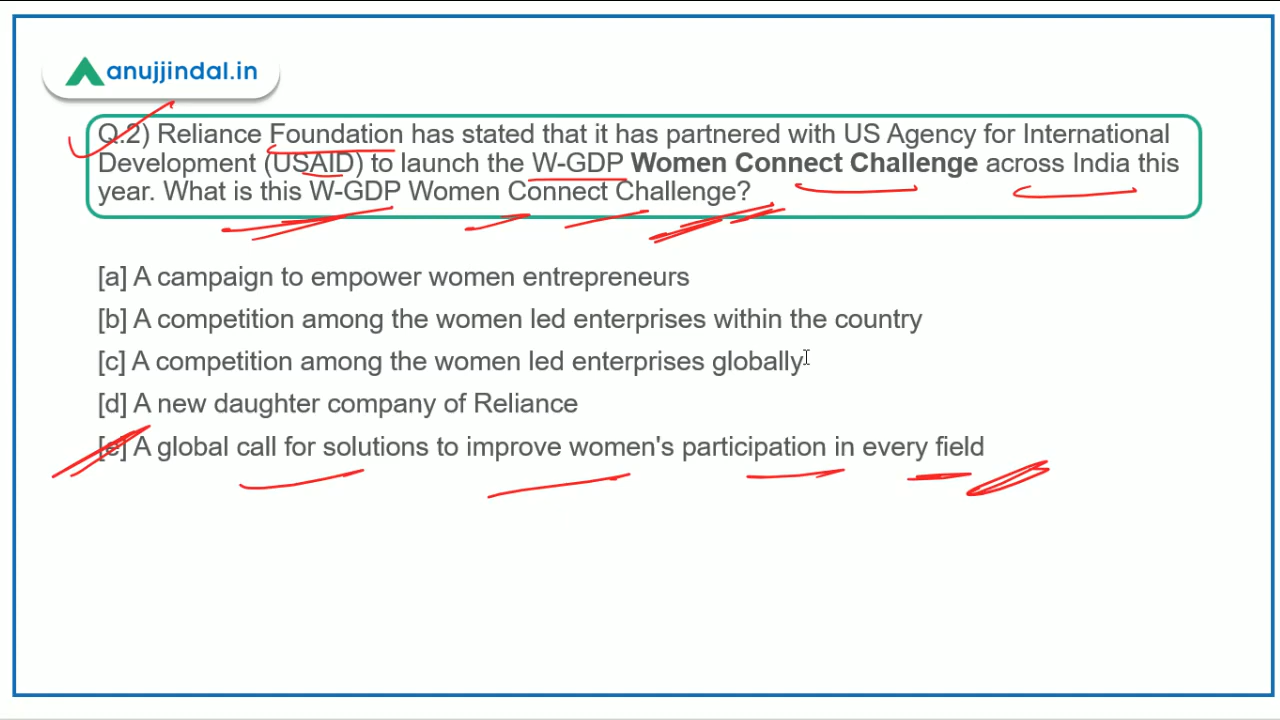 anujjindal.in
Q.2) Reliance Foundation has stated that it has partnered with US Agency for International
Development (USAID) to launch the W-GDP Women Connect Challenge across India this
year. What is this W-GDP Women Connect Challenge?
[a] A campaign to empower women entrepreneurs
[b] A competition among the women led enterprises within the country
[c] A competition among the women led enterprises globally
[d] A new daughter company of Reliance
[e] A global call for solutions to improve women's participation in every field